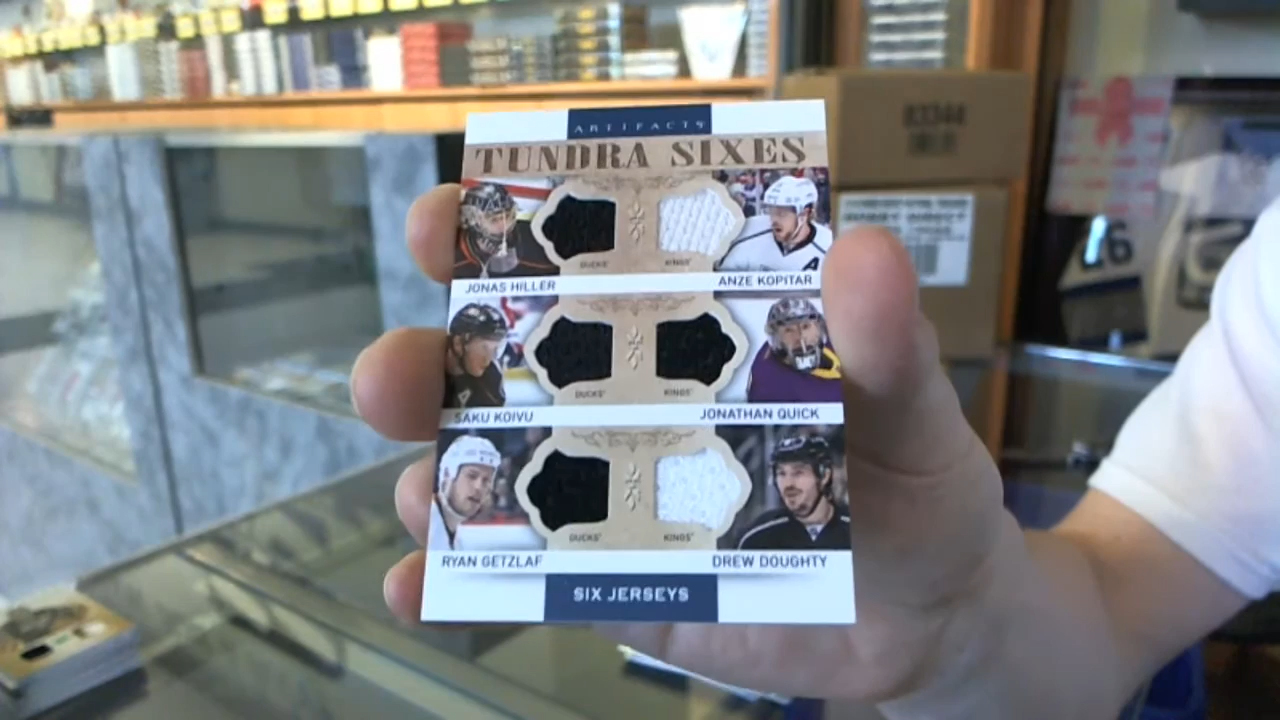 ARTIFACTS
TUNDRA SIXES
DUCKS KINGS
JONAS HILLER ANZE KOPITAR
DUCKS KINGS
SAKU KOIVU JONATHAN QUICK
DUCKS KINGS
RYAN GETZLAF DREW DOUGHTY
SIX JERSEYS